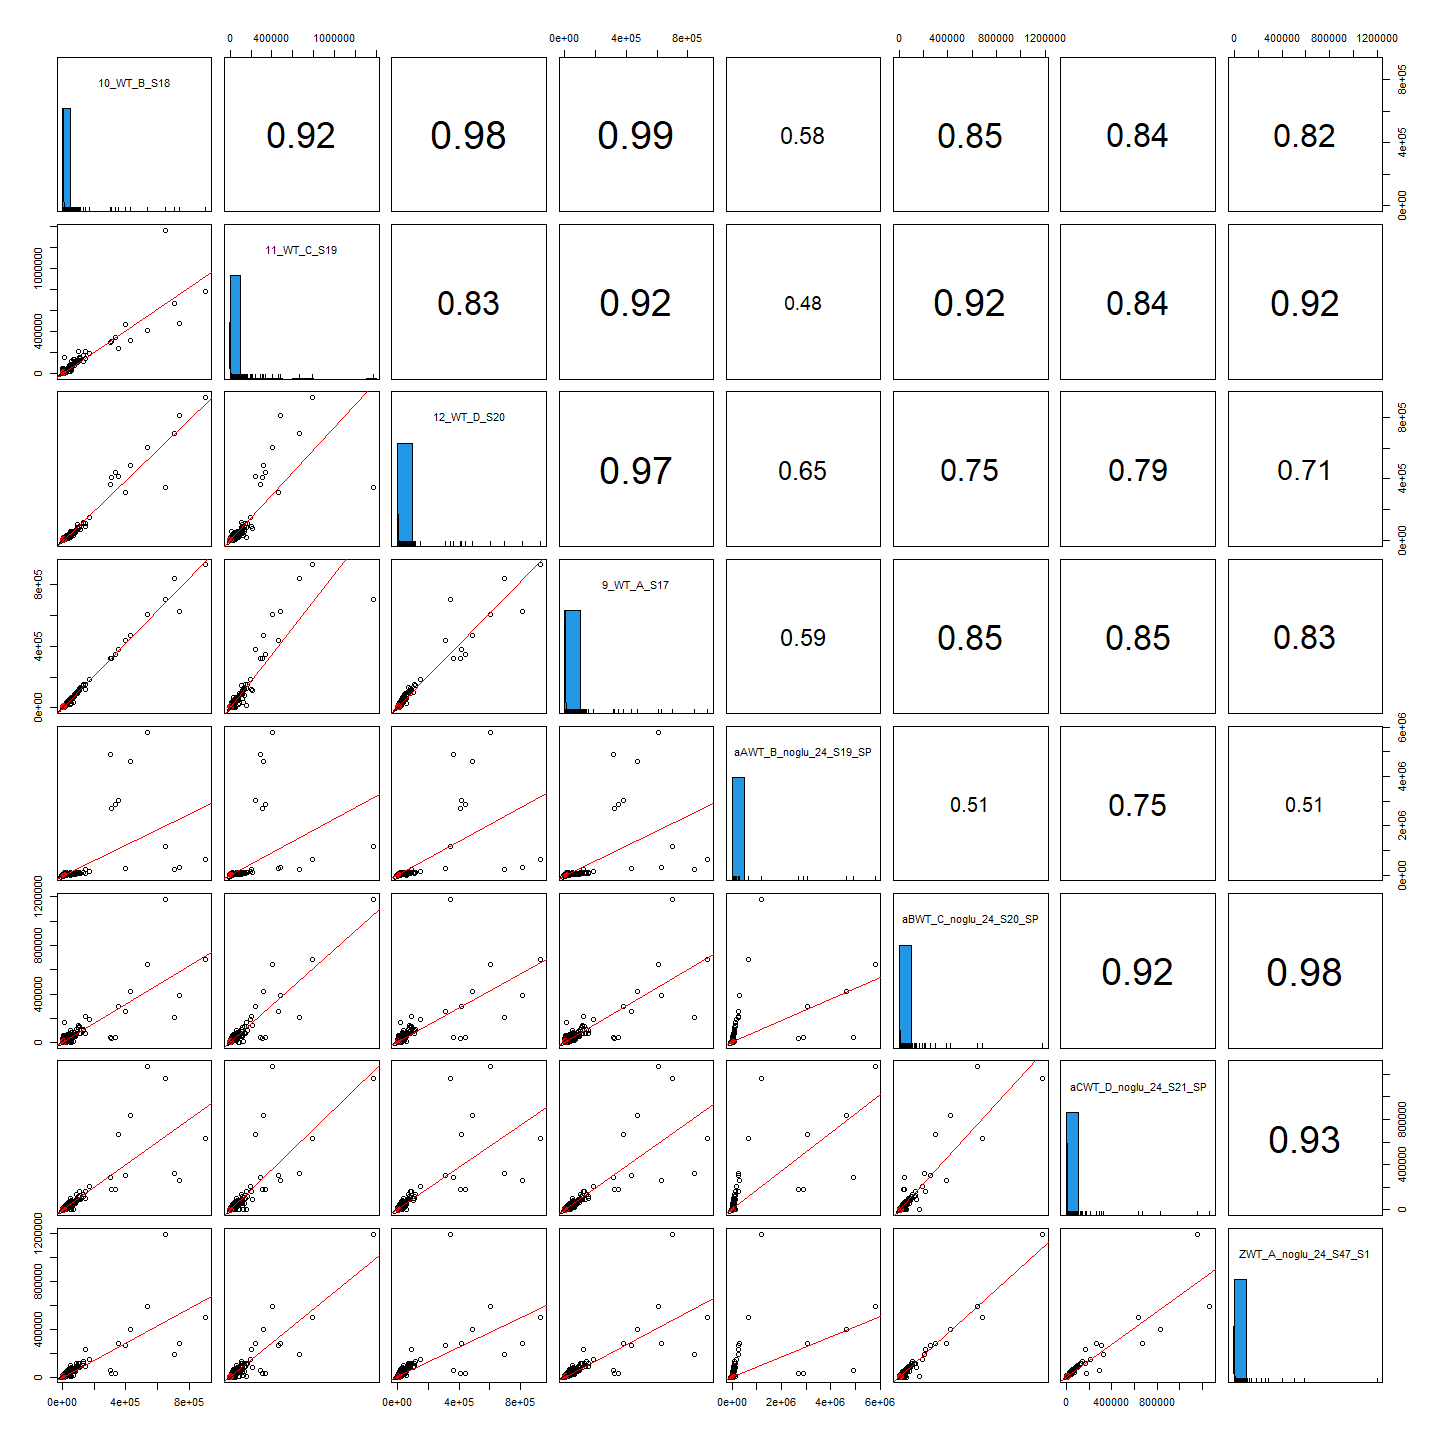 0 400000 1000000 0e+00 4e+05 8e+05 0 400000 800000 1200000 0 400000 800000 1200000
10_WT_B_S18 0.92 0.98 0.99 0.58 0.85 0.84 0.82 0e+00 4e+05 8e+05
0 400000 1000000 11_WT_C_S19 0.83 0.92 0.48 0.92 0.84 0.92
12_WT_D_S20 0.97 0.65 0.75 0.79 0.71 0e+00 4e+05 8e+05
0e+00 4e+05 8e+05 9_WT_A_S17 0.59 0.85 0.85 0.83
aAWT_B_noglu_24_S19_SP 0.51 0.75 0.51 0e+00 2e+06 4e+06 6e+06
0 400000 800000 1200000 aBWT_C_noglu_24_S20_SP 0.92 0.98
aCWT_D_noglu_24_S21_SP 0.93 0 400000 800000
0 400000 800000 1200000 ZWT_A_noglu_24_S47_S1
0e+00 4e+05 8e+05 0e+00 4e+05 8e+05 0e+00 4e+06 6e+06 0 400000 800000